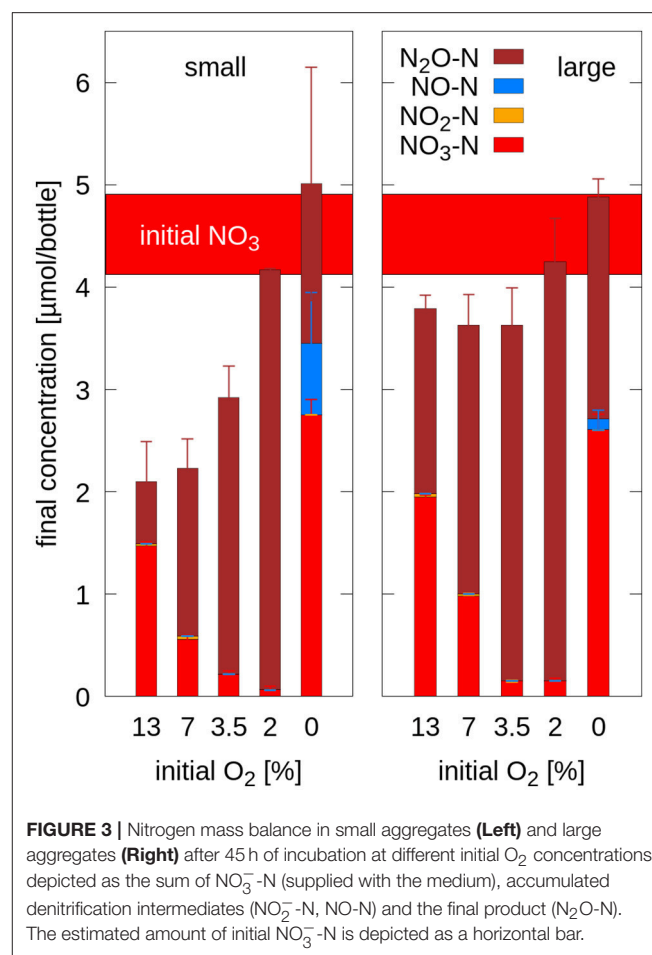 small
large
N₂O-N
NO-N
NO₂-N
NO₃-N
initial NO₃
final concentration [µmol/bottle]
6
5
4
3
2
1
0
13 7 3.5 2 0
13 7 3.5 2 0
initial O₂ [%]
initial O₂ [%]
FIGURE 3 | Nitrogen mass balance in small aggregates (Left) and large
aggregates (Right) after 45 h of incubation at different initial O₂ concentrations
depicted as the sum of NO₃⁻-N (supplied with the medium), accumulated
denitrification intermediates (NO₂⁻-N, NO-N) and the final product (N₂O-N).
The estimated amount of initial NO₃⁻-N is depicted as a horizontal bar.